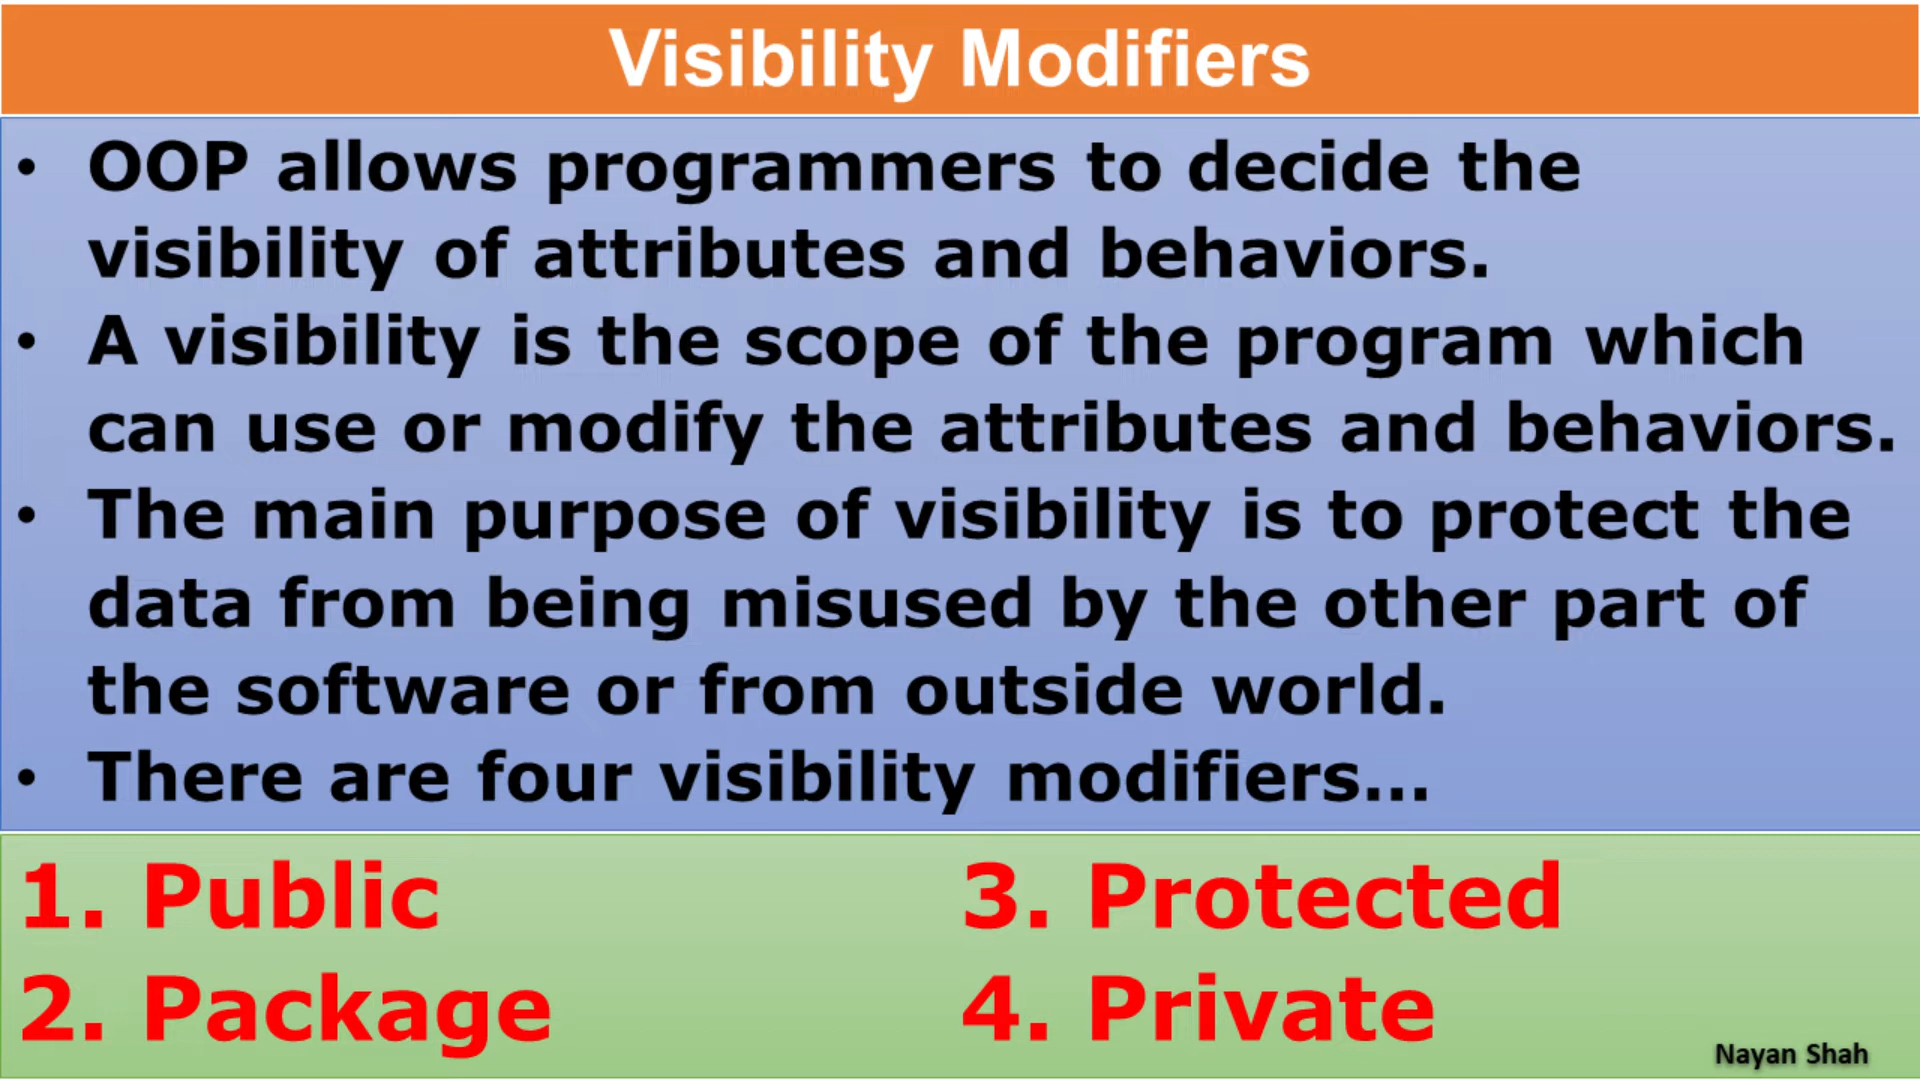 Visibility Modifiers
• OOP allows programmers to decide the
visibility of attributes and behaviors.
• A visibility is the scope of the program which
can use or modify the attributes and behaviors.
• The main purpose of visibility is to protect the
data from being misused by the other part of
the software or from outside world.
• There are four visibility modifiers...
1. Public
2. Package
3. Protected
4. Private
Nayan Shah